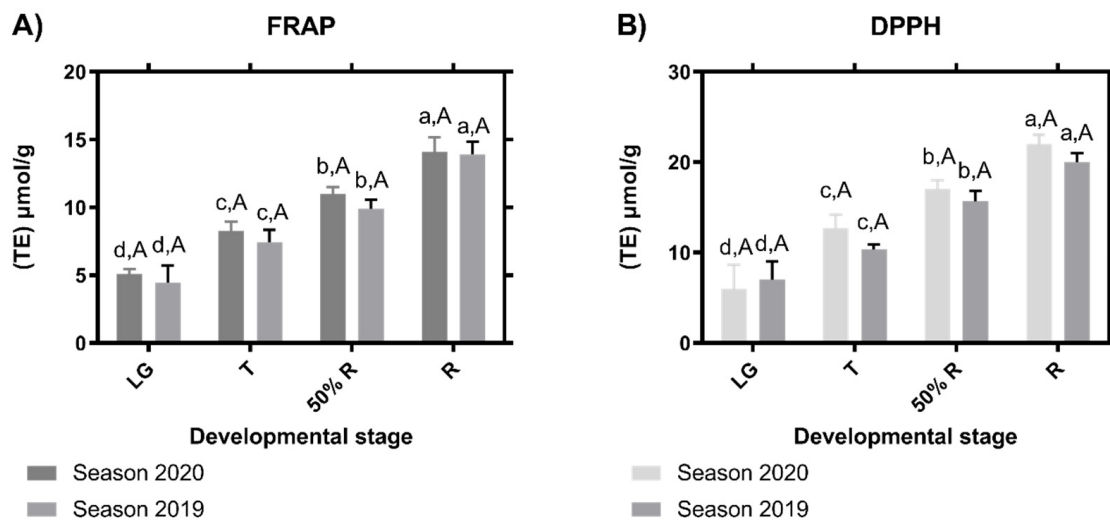 A)
FRAP
(TE) µmol/g
20
15
10
5
0
d,A
d,A
c,A
c,A
b,A
b,A
a,A
a,A
LG
T
50% R
R
Developmental stage
Season 2020
Season 2019
B)
DPPH
(TE) µmol/g
30
20
10
0
d,A
d,A
c,A
c,A
b,A
b,A
a,A
a,A
LG
T
50% R
R
Developmental stage
Season 2020
Season 2019